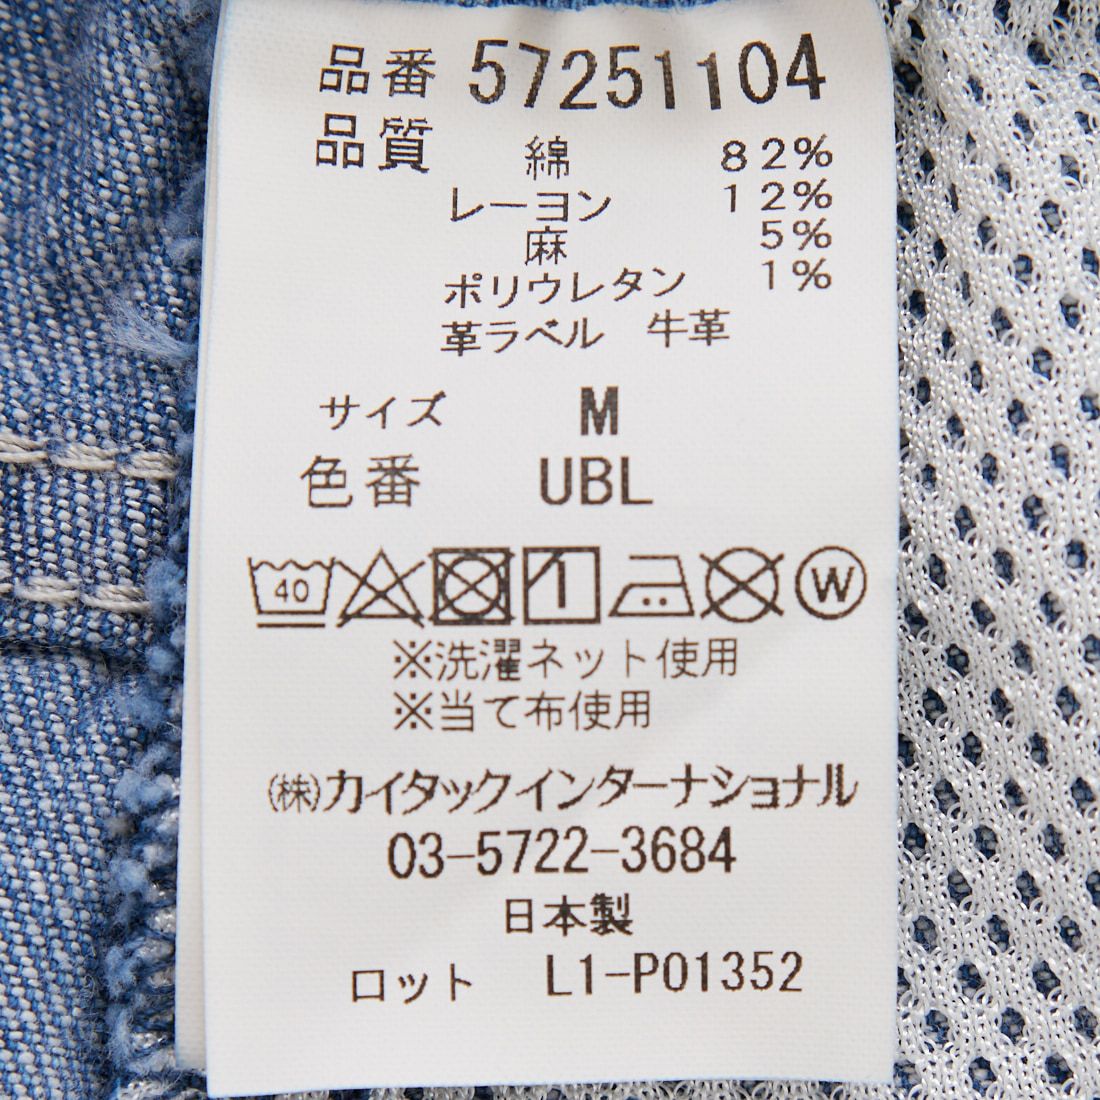 品番 57251104
品質
綿 82%
レーヨン 12%
麻 5%
ポリウレタン 1%
革ラベル 牛革
サイズ M
色番 UBL
40 W
※洗濯ネット使用
※当て布使用
㈱カイタックインターナショナル
03-5722-3684
日本製
ロット L1-P01352